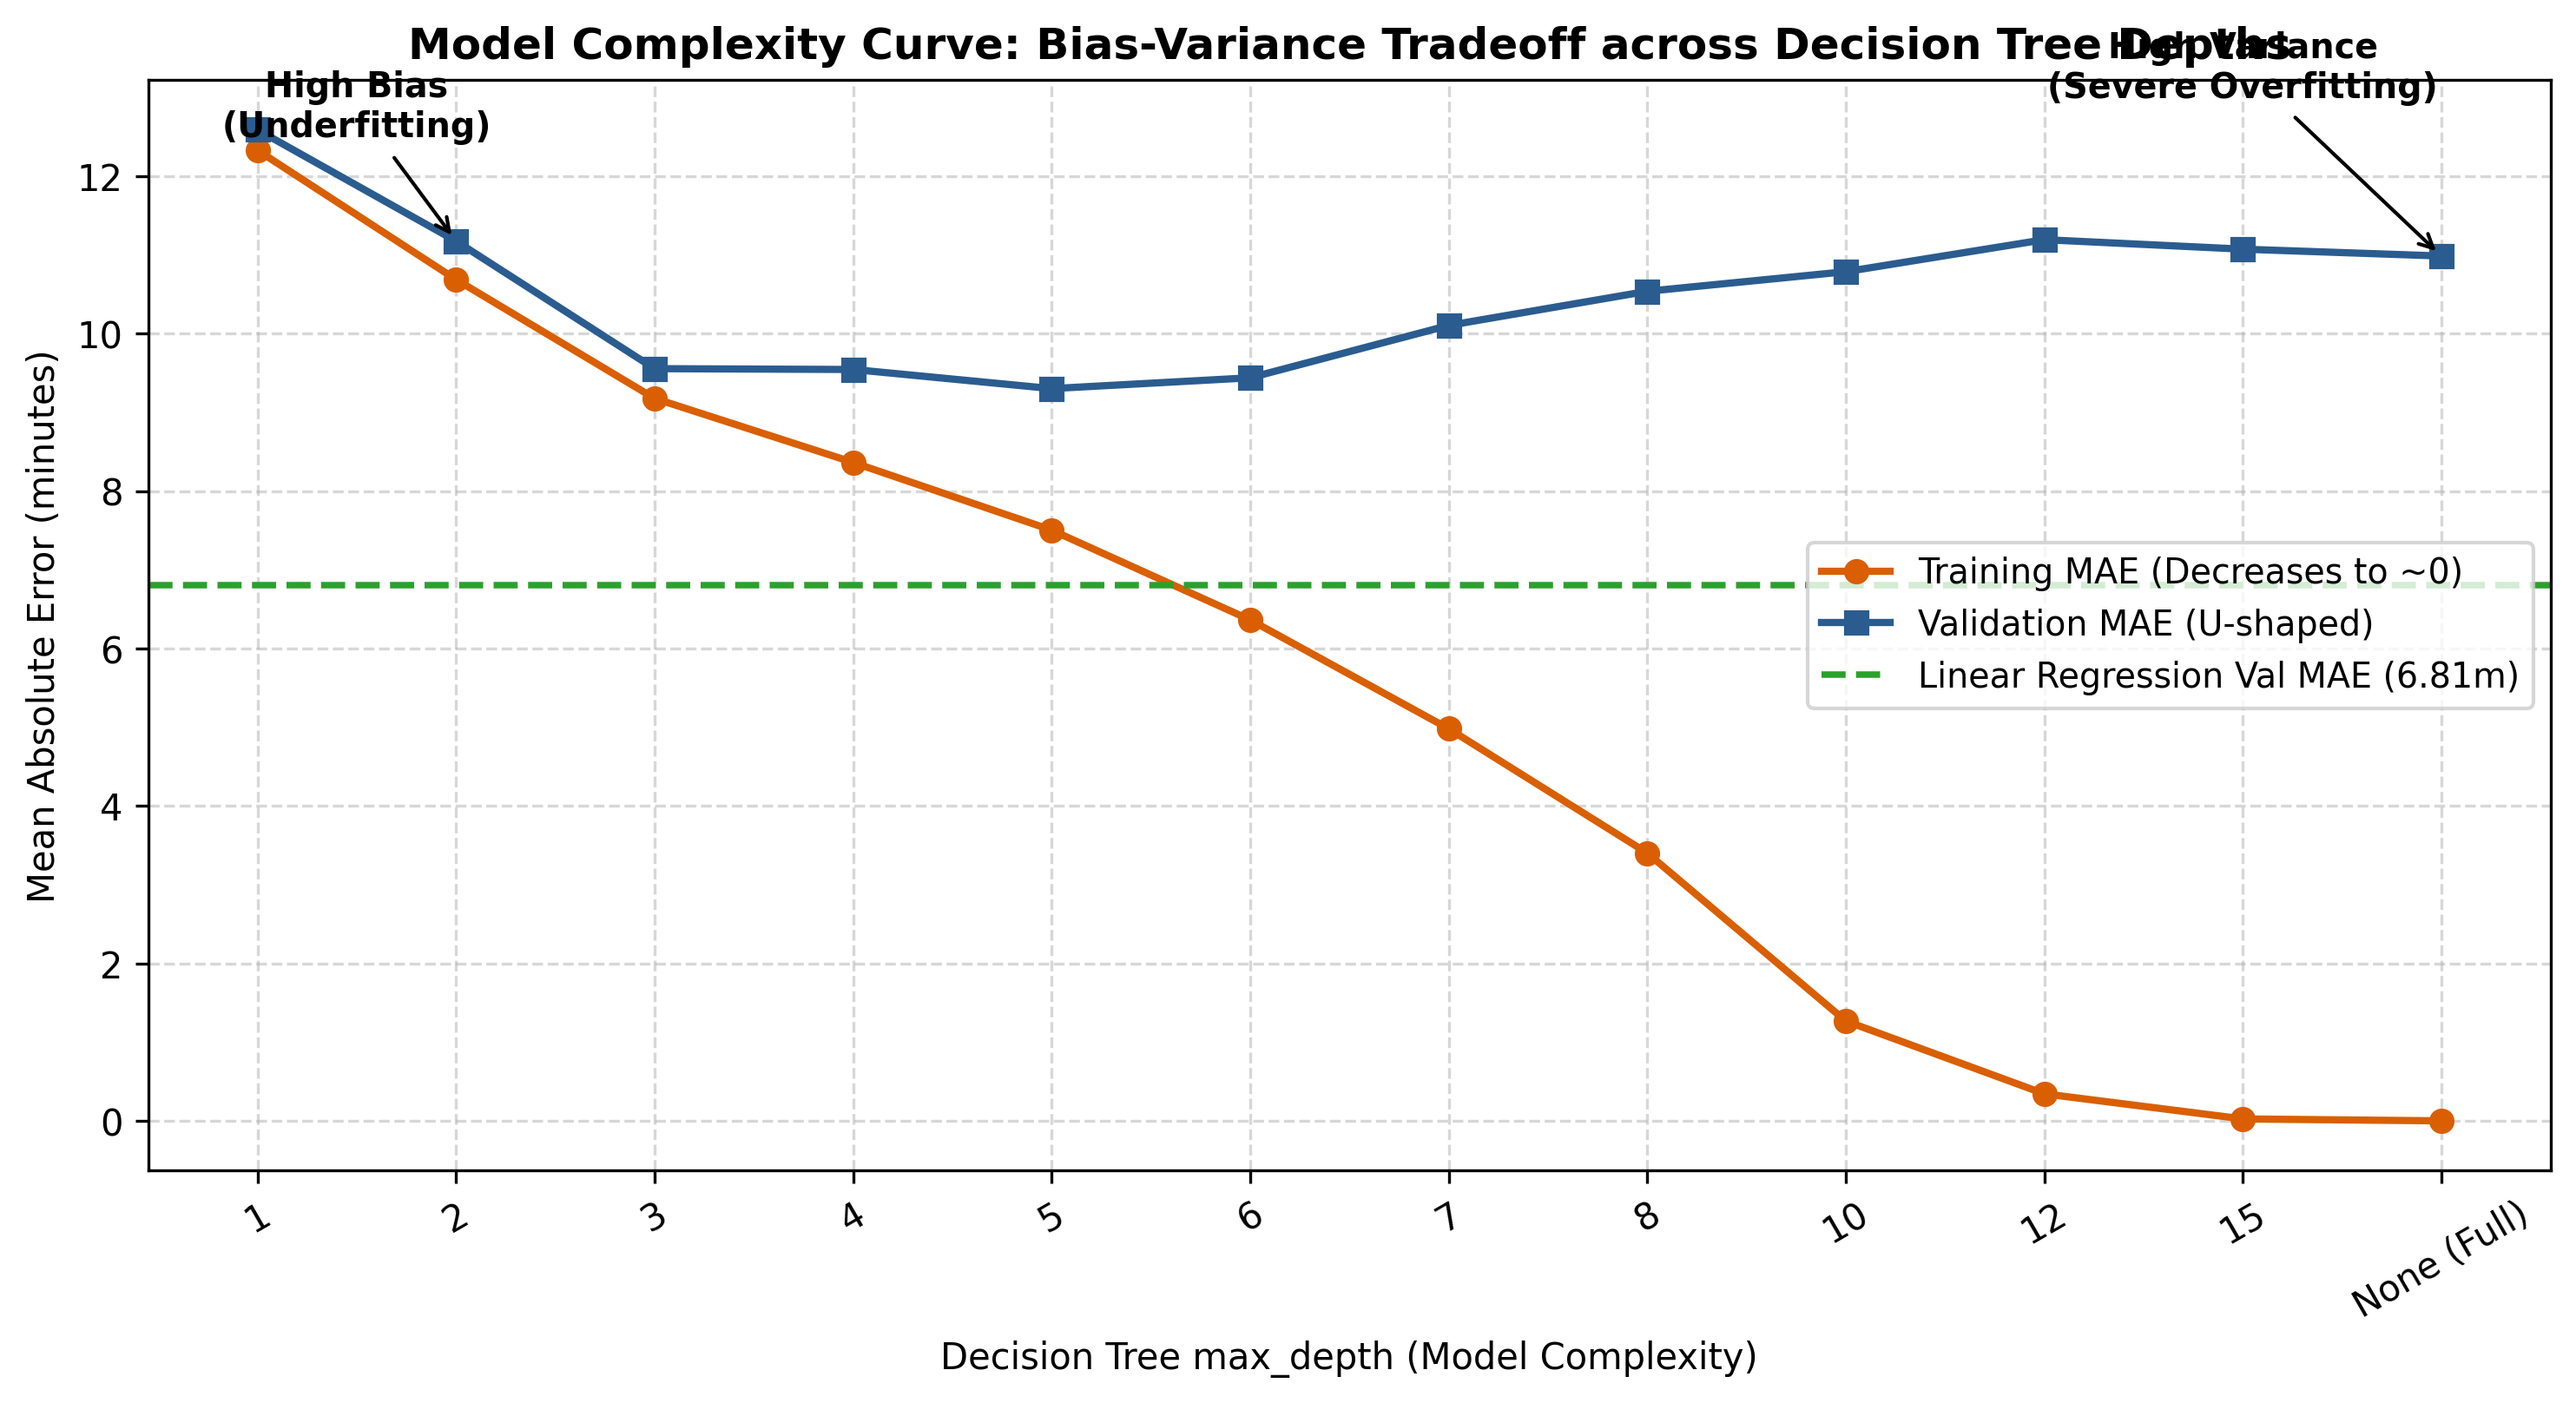 Model Complexity Curve: Bias-Variance Tradeoff across Decision Tree Depths
High Bias
(Underfitting)
High Variance
(Severe Overfitting)
Mean Absolute Error (minutes)
12
10
8
6
4
2
0
Training MAE (Decreases to ~0)
Validation MAE (U-shaped)
Linear Regression Val MAE (6.81m)
1 2 3 4 5 6 7 8 10 12 15 None (Full)
Decision Tree max_depth (Model Complexity)